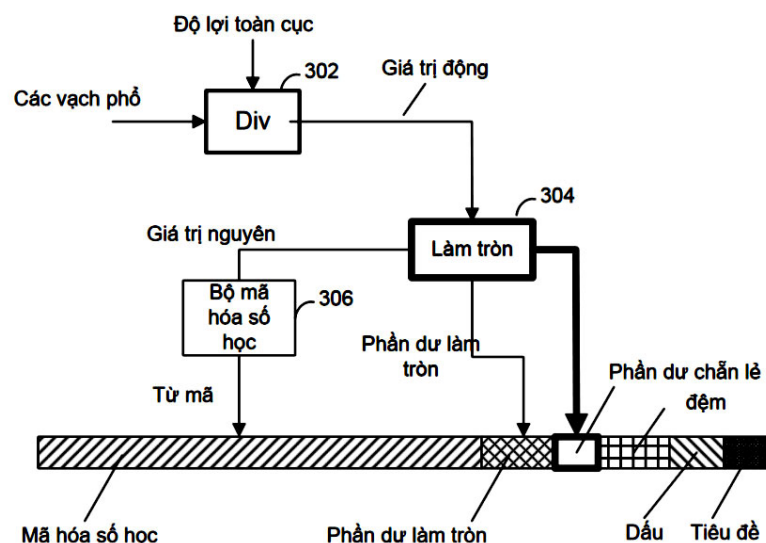 Độ lợi toàn cục
302
Giá trị động
Các vạch phổ
Div
304
Giá trị nguyên
Làm tròn
Bộ mã
hóa số
học
306
Phần dư làm
tròn
Phần dư chẵn lẻ
đệm
Từ mã
Mã hóa số học
Phần dư làm tròn
Dấu
Tiêu đề